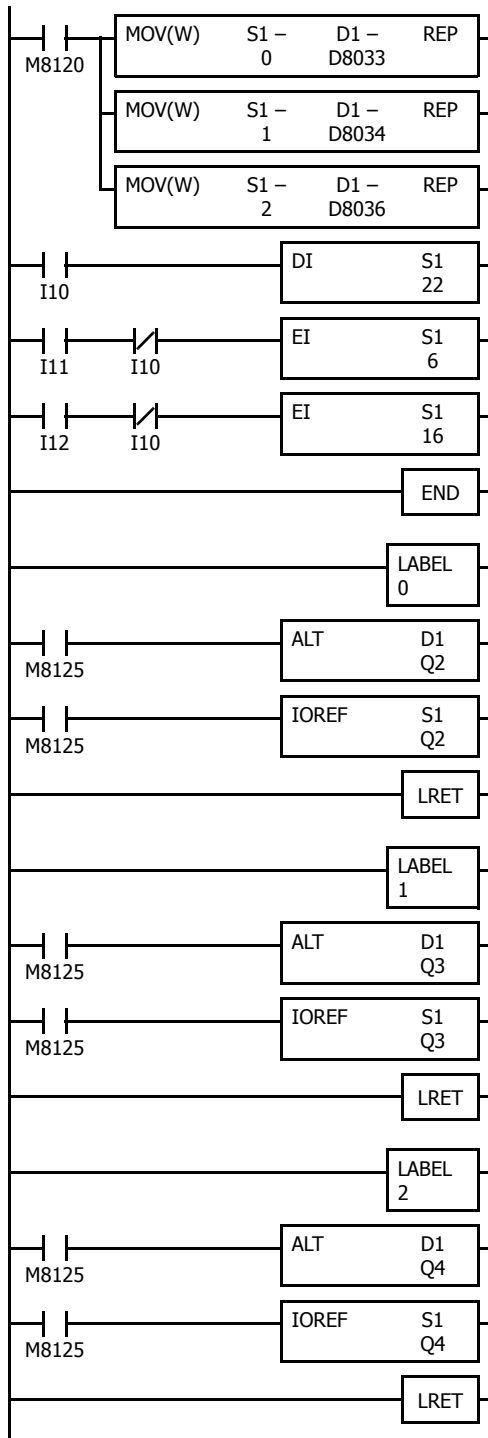 MOV(W) S1 – D1 – REP
M8120 0 D8033
MOV(W) S1 – D1 – REP
1 D8034
MOV(W) S1 – D1 – REP
2 D8036
DI S1
I10 22
EI S1
I11 I10 6
EI S1
I12 I10 16
END
LABEL
0
ALT D1
M8125 Q2
IOREF S1
M8125 Q2
LRET
LABEL
1
ALT D1
M8125 Q3
IOREF S1
M8125 Q3
LRET
LABEL
2
ALT D1
M8125 Q4
IOREF S1
M8125 Q4
LRET